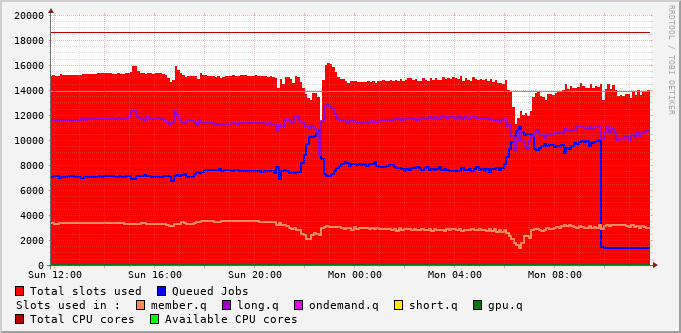 RRDTOOL / TOBI OETIKER
20000
18000
16000
14000
12000
10000
8000
6000
4000
2000
0
Sun 12:00 Sun 16:00 Sun 20:00 Mon 00:00 Mon 04:00 Mon 08:00
Total slots used Queued Jobs
Slots used in : member.q long.q ondemand.q short.q gpu.q
Total CPU cores Available CPU cores